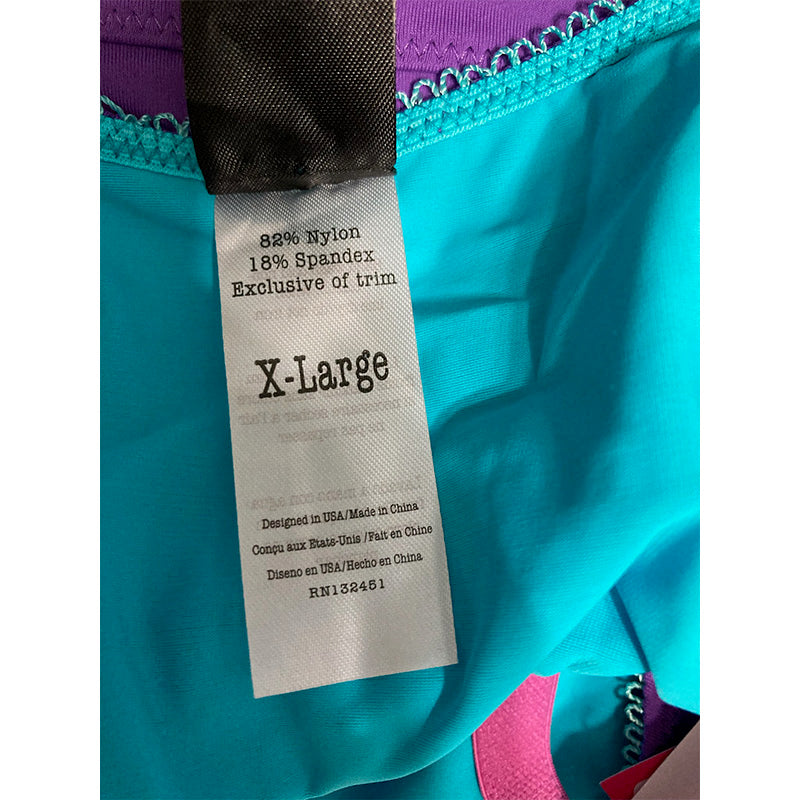 82% Nylon
18% Spandex
Exclusive of trim
X-Large
Designed in USA/Made in China
Conçu aux Etats-Unis /Fait en Chine
Diseno en USA/Hecho en China
RN132451